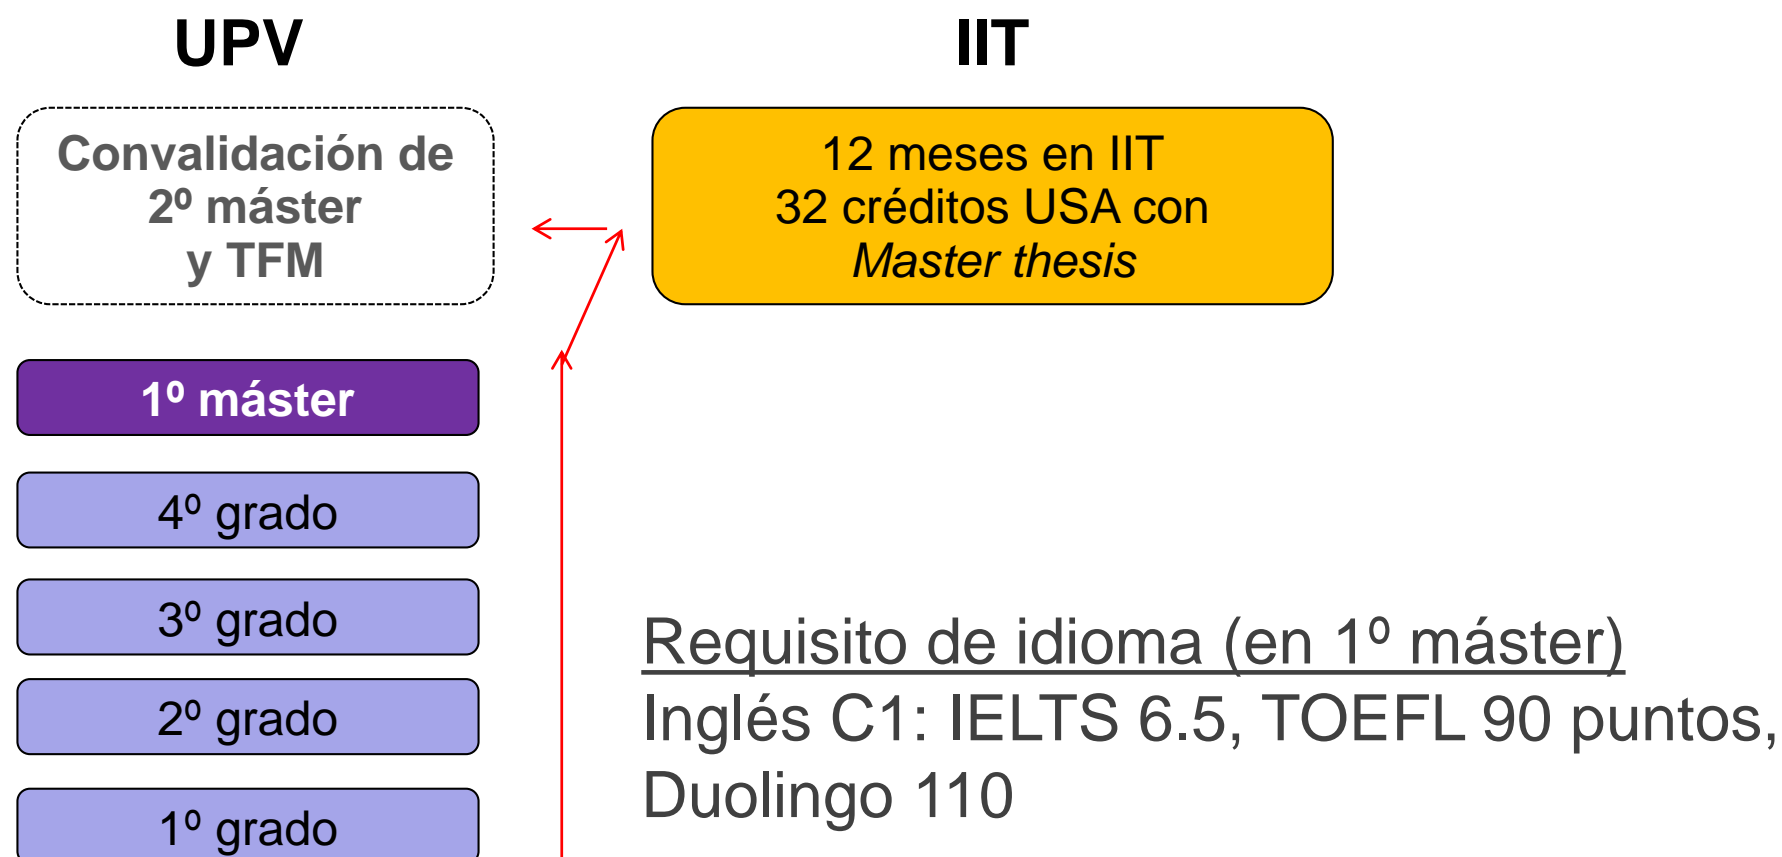 UPV
IIT
Convalidación de
2º máster
y TFM
12 meses en IIT
32 créditos USA con
Master thesis
1º máster
4º grado
3º grado
2º grado
1º grado
Requisito de idioma (en 1º máster)
Inglés C1: IELTS 6.5, TOEFL 90 puntos,
Duolingo 110